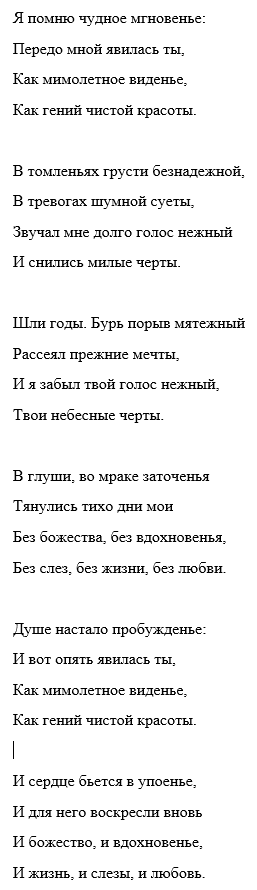 Я помню чудное мгновенье:
Передо мной явилась ты,
Как мимолетное виденье,
Как гений чистой красоты.

В томленьях грусти безнадежной,
В тревогах шумной суеты,
Звучал мне долго голос нежный
И снились милые черты.

Шли годы. Бурь порыв мятежный
Рассеял прежние мечты,
И я забыл твой голос нежный,
Твои небесные черты.

В глуши, во мраке заточенья
Тянулись тихо дни мои
Без божества, без вдохновенья,
Без слез, без жизни, без любви.

Душе настало пробужденье:
И вот опять явилась ты,
Как мимолетное виденье,
Как гений чистой красоты.

И сердце бьется в упоенье,
И для него воскресли вновь
И божество, и вдохновенье,
И жизнь, и слезы, и любовь.